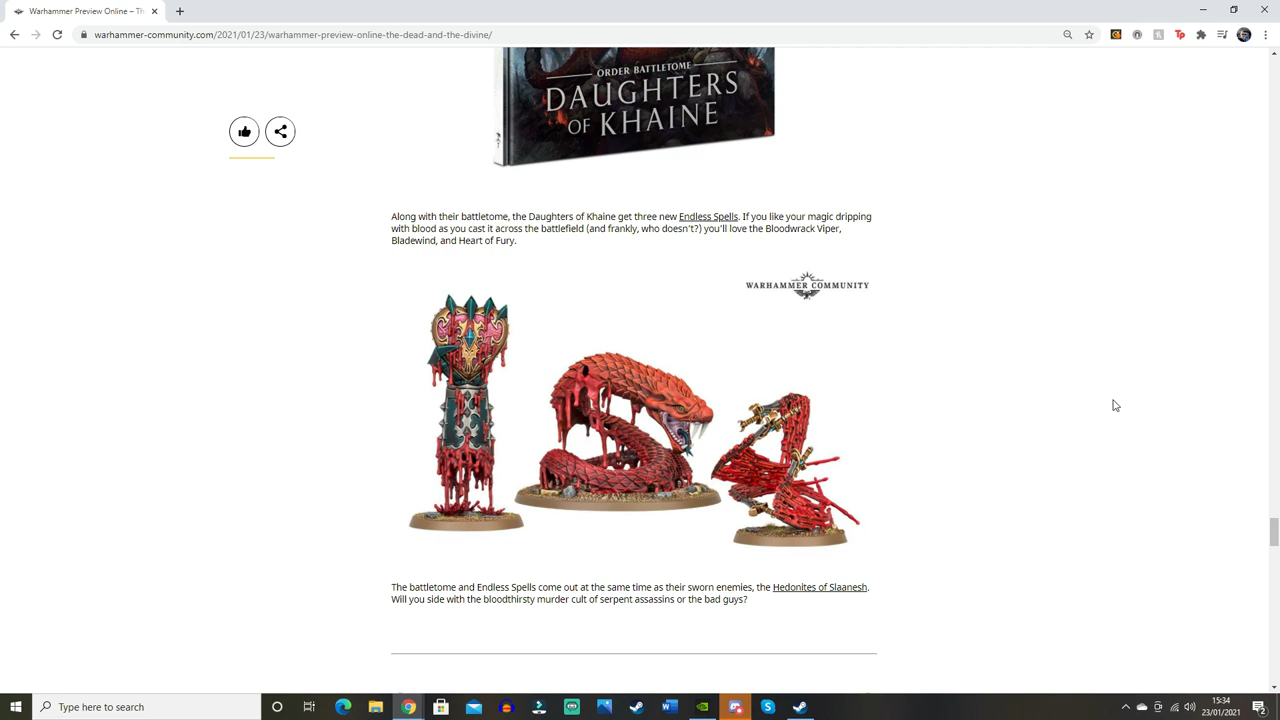 Warhammer Preview Online – Th
warhammer-community.com/2021/01/23/warhammer-preview-online-the-dead-and-the-divine/
ORDER BATTLETOME
DAUGHTERS
OF KHAINE
Along with their battletome, the Daughters of Khaine get three new Endless Spells. If you like your magic dripping
with blood as you cast it across the battlefield (and frankly, who doesn't?) you'll love the Bloodwrack Viper,
Bladewind, and Heart of Fury.
WARHAMMER COMMUNITY
The battletome and Endless Spells come out at the same time as their sworn enemies, the Hedonites of Slaanesh.
Will you side with the bloodthirsty murder cult of serpent assassins or the bad guys?
Type here to search
15:34
23/01/2021
2